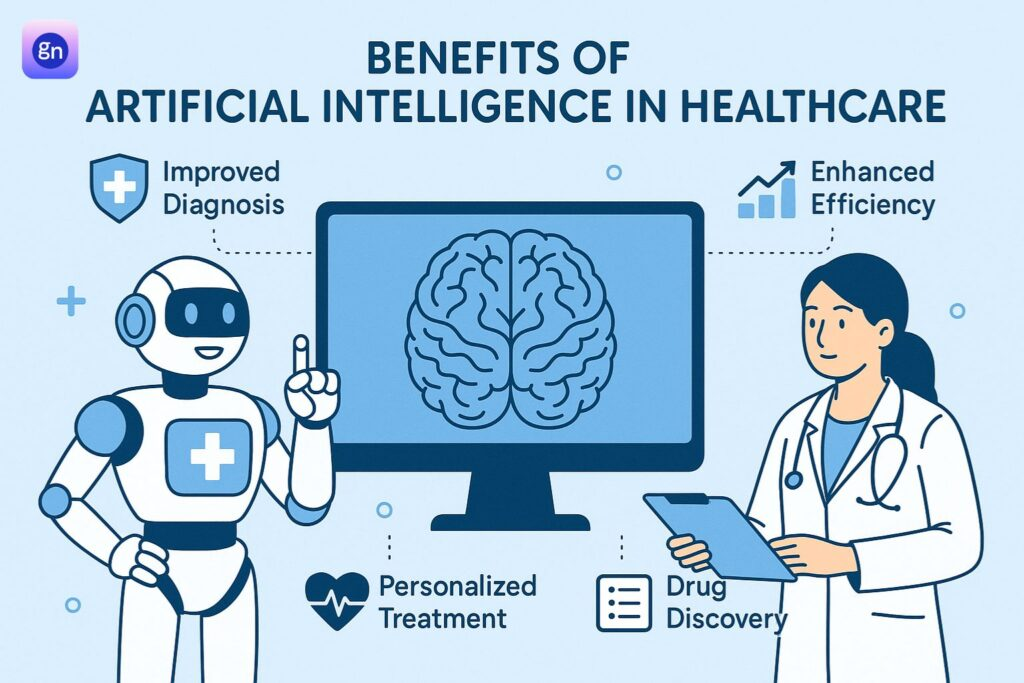 gn
BENEFITS OF
ARTIFICIAL INTELLIGENCE IN HEALTHCARE
Improved
Diagnosis
Enhanced
Efficiency
Personalized
Treatment
Drug
Discovery